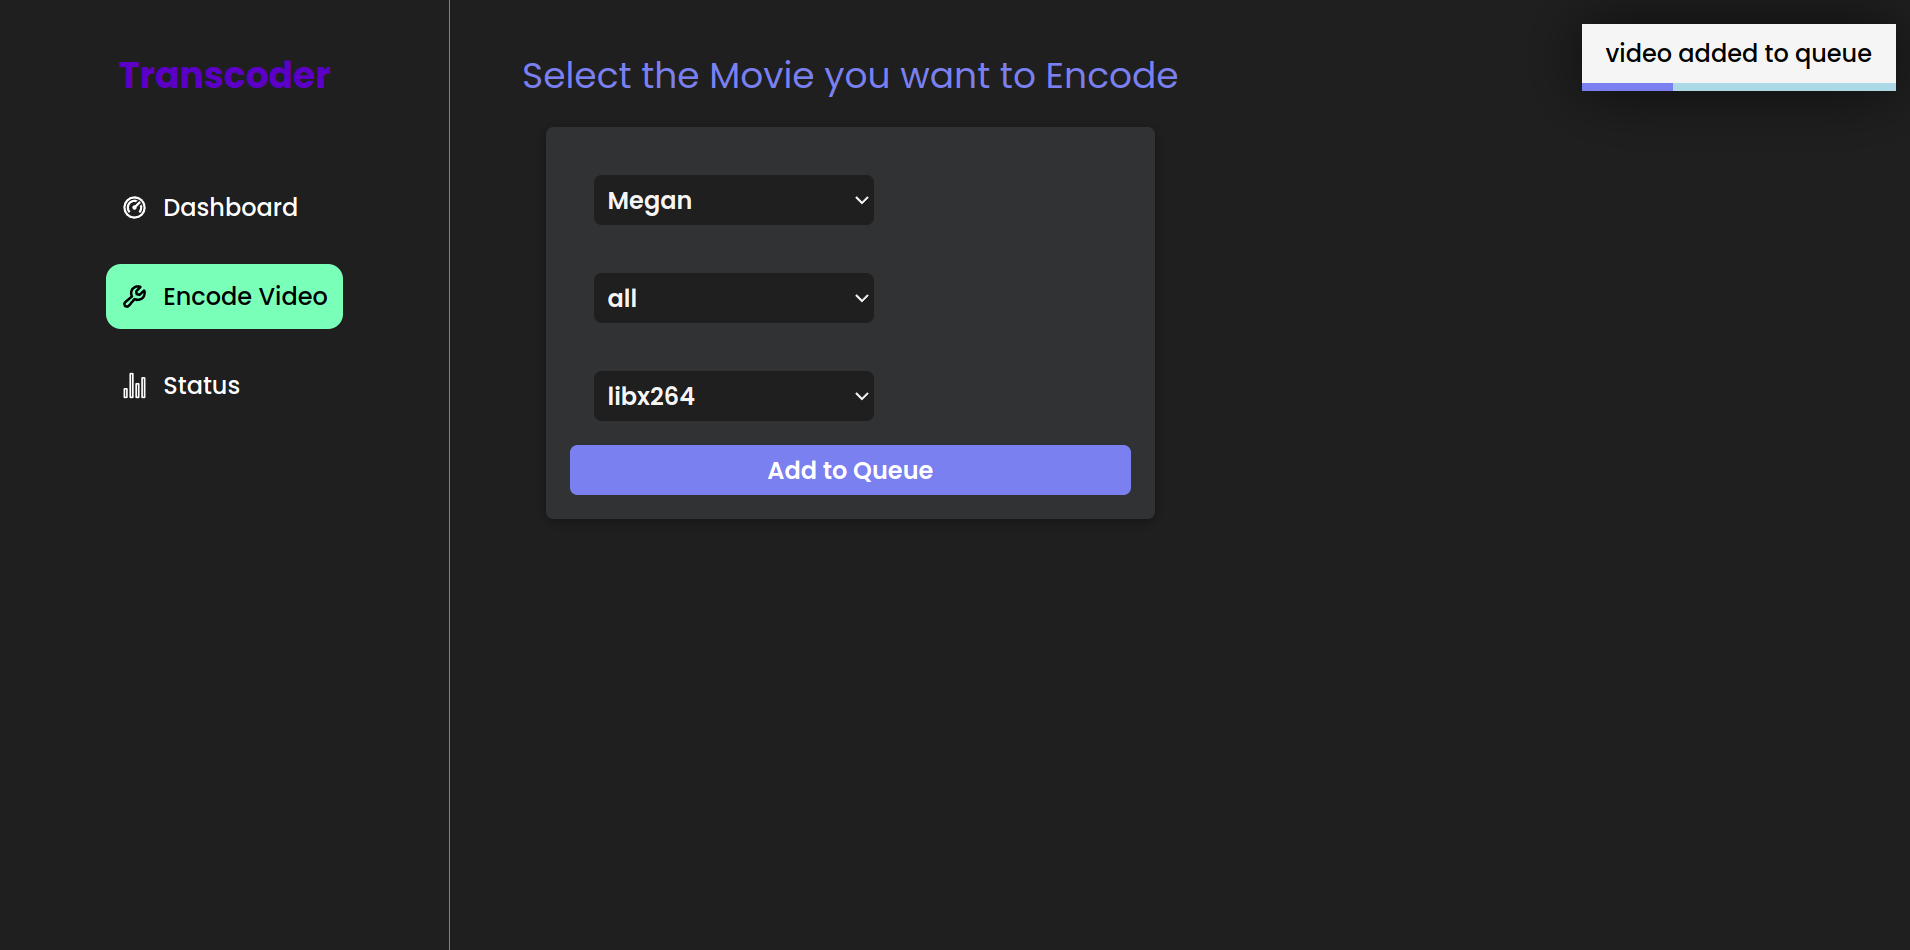 Transcoder
Dashboard
Encode Video
Status
Select the Movie you want to Encode
Megan
all
libx264
Add to Queue
video added to queue